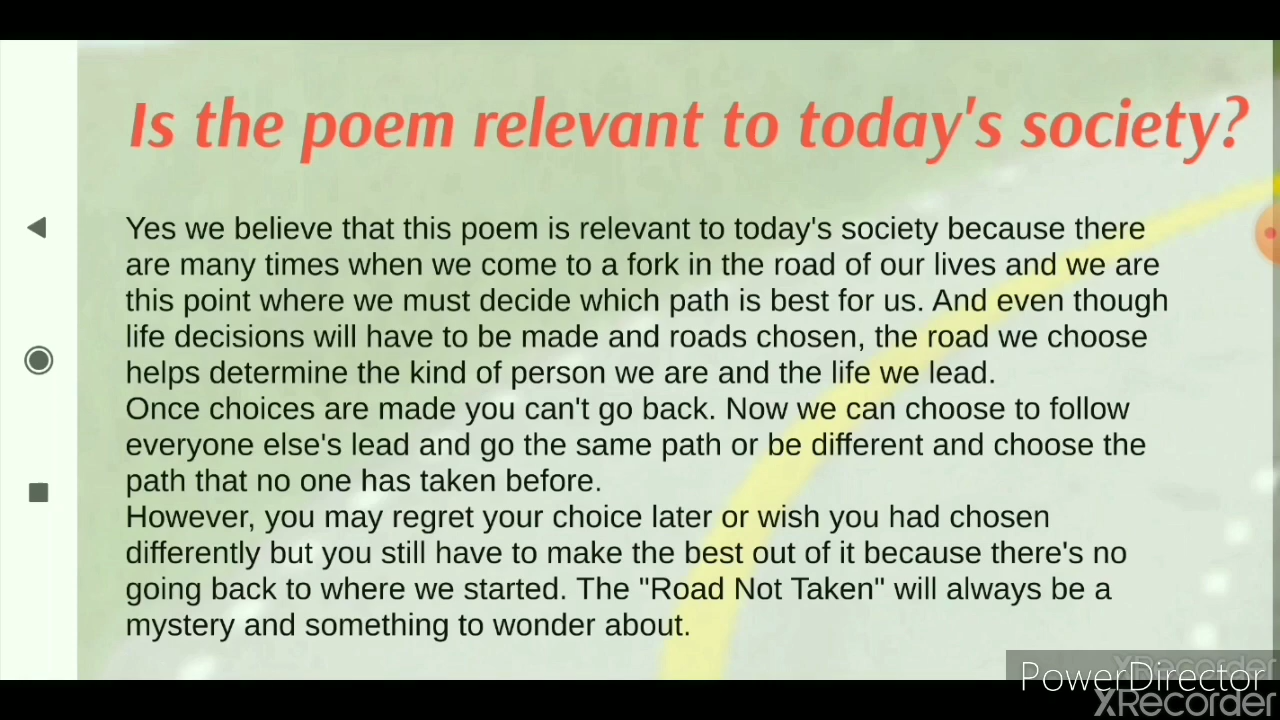 Is the poem relevant to today's society?
Yes we believe that this poem is relevant to today's society because there
are many times when we come to a fork in the road of our lives and we are
this point where we must decide which path is best for us. And even though
life decisions will have to be made and roads chosen, the road we choose
helps determine the kind of person we are and the life we lead.
Once choices are made you can't go back. Now we can choose to follow
everyone else's lead and go the same path or be different and choose the
path that no one has taken before.
However, you may regret your choice later or wish you had chosen
differently but you still have to make the best out of it because there's no
going back to where we started. The "Road Not Taken" will always be a
mystery and something to wonder about.
XRecorder
PowerDirector
XRecorder